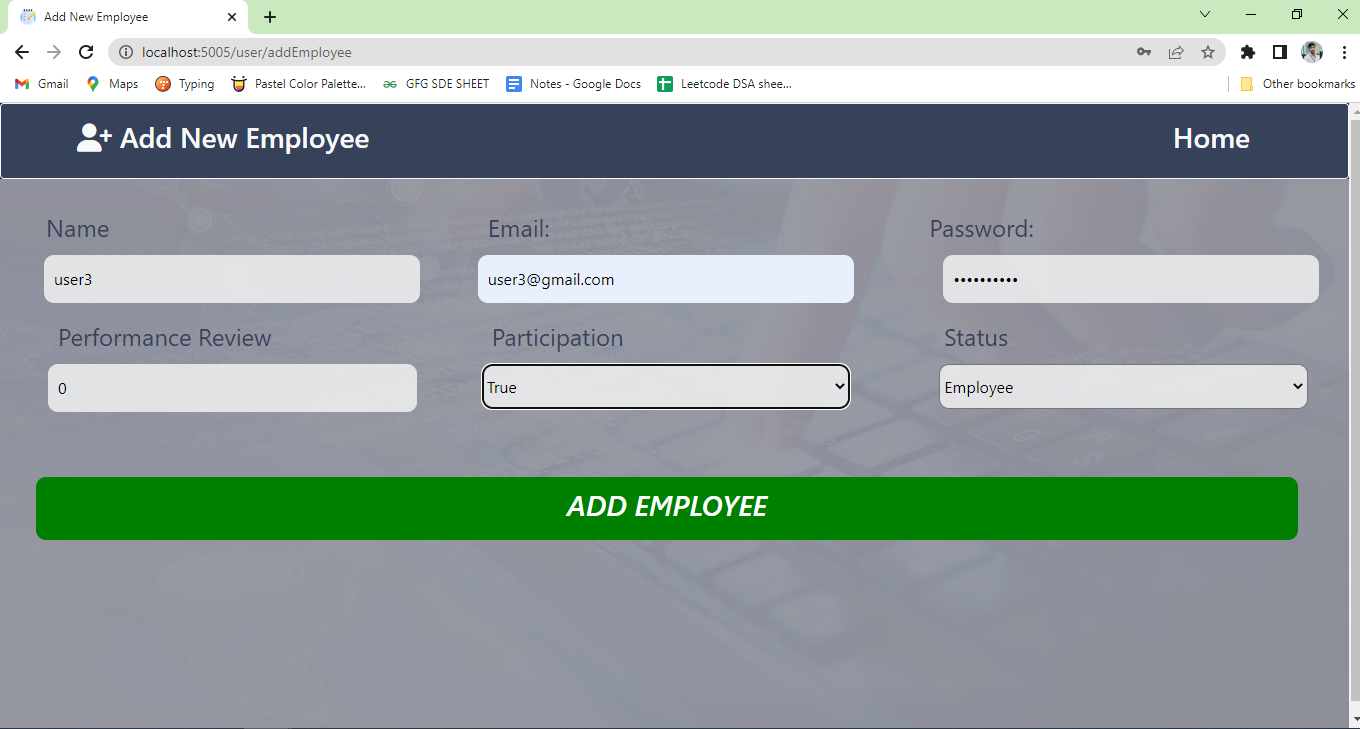 Add New Employee
localhost:5005/user/addEmployee
Gmail Maps Typing Pastel Color Palette... GFG SDE SHEET Notes - Google Docs Leetcode DSA shee... Other bookmarks
Add New Employee Home
Name Email: Password:
user3 user3@gmail.com ••••••••••
Performance Review Participation Status
0 True Employee
ADD EMPLOYEE